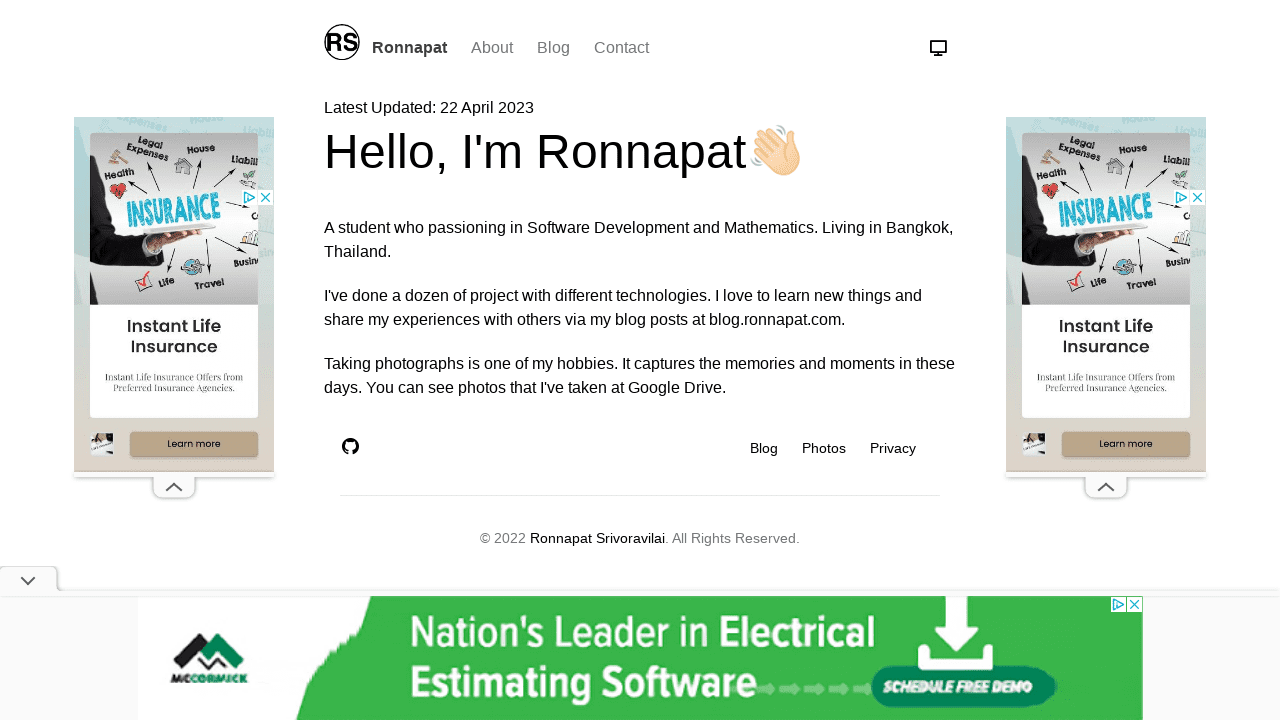 RS Ronnapat About Blog Contact
Latest Updated: 22 April 2023
Hello, I'm Ronnapat
A student who passioning in Software Development and Mathematics. Living in Bangkok,
Thailand.
I've done a dozen of project with different technologies. I love to learn new things and
share my experiences with others via my blog posts at blog.ronnapat.com.
Taking photographs is one of my hobbies. It captures the memories and moments in these
days. You can see photos that I've taken at Google Drive.
Blog Photos Privacy
© 2022 Ronnapat Srivoravilai. All Rights Reserved.
Legal
Expenses
House
Health
INSURANCE
Life
Travel
Instant Life
Insurance
Instant Life Insurance Offers from
Preferred Insurance Agencies.
Learn more
Legal
Expenses
House
Health
INSURANCE
Life
Travel
Instant Life
Insurance
Instant Life Insurance Offers from
Preferred Insurance Agencies.
Learn more
McCORMICK
Nation's Leader in Electrical
Estimating Software
SCHEDULE FREE DEMO